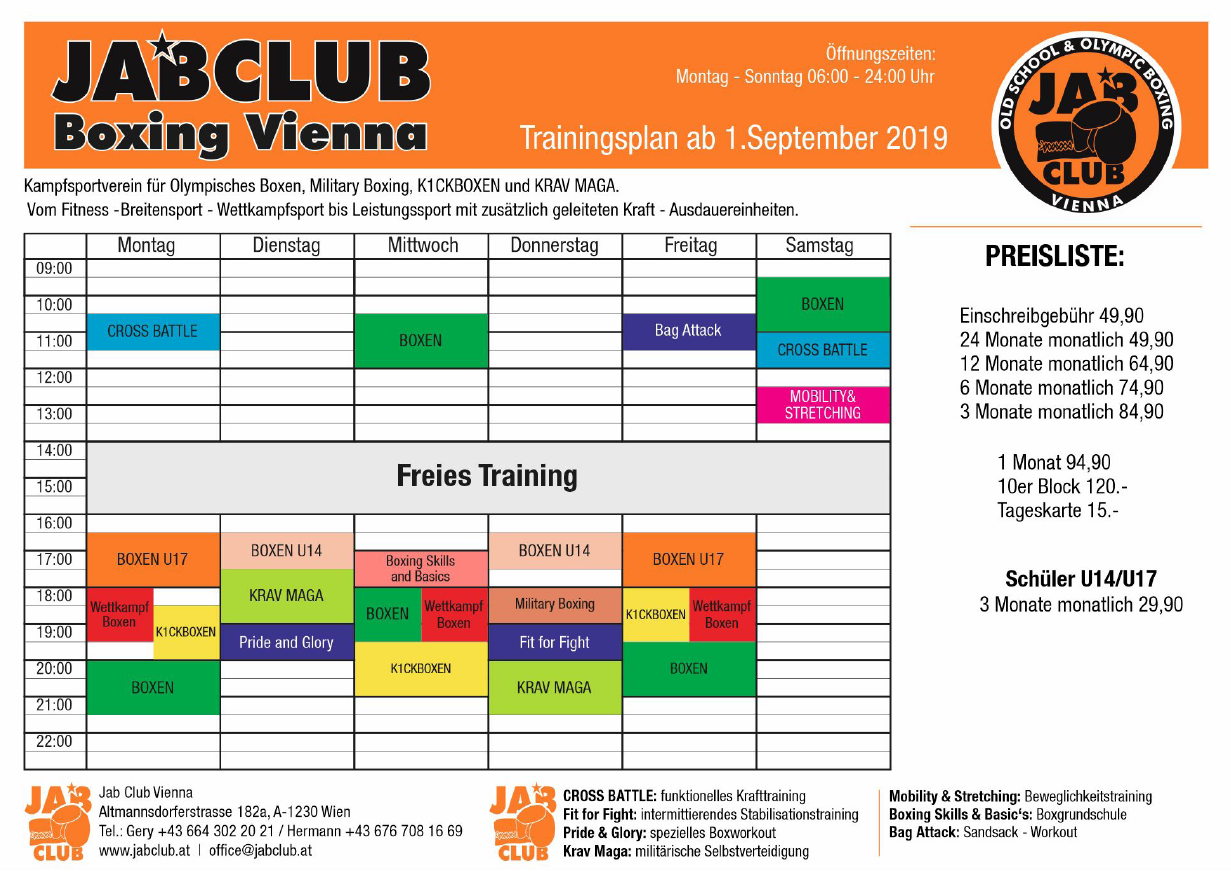 JABCLUB
Boxing Vienna
Öffnungszeiten:
Montag - Sonntag 06:00 - 24:00 Uhr
Trainingsplan ab 1.September 2019
OLD SCHOOL & OLYMPIC BOXING
JAB
CLUB
VIENNA
Kampfsportverein für Olympisches Boxen, Military Boxing, K1CKBOXEN und KRAV MAGA.
Vom Fitness -Breitensport - Wettkampfsport bis Leistungssport mit zusätzlich geleiteten Kraft - Ausdauereinheiten.
Montag Dienstag Mittwoch Donnerstag Freitag Samstag
09:00
10:00 BOXEN
CROSS BATTLE Bag Attack
11:00 BOXEN
CROSS BATTLE
12:00
MOBILITY&
13:00 STRETCHING
14:00
Freies Training
15:00
16:00
BOXEN U14 BOXEN U14
17:00 BOXEN U17 Boxing Skills BOXEN U17
and Basics
18:00 KRAV MAGA
Wettkampf BOXEN Wettkampf Military Boxing K1CKBOXEN Wettkampf
Boxen Boxen Boxen
19:00 K1CKBOXEN
Pride and Glory Fit for Fight
20:00 K1CKBOXEN BOXEN
BOXEN KRAV MAGA
21:00
22:00
PREISLISTE:
Einschreibgebühr 49,90
24 Monate monatlich 49,90
12 Monate monatlich 64,90
6 Monate monatlich 74,90
3 Monate monatlich 84,90
1 Monat 94,90
10er Block 120.-
Tageskarte 15.-
Schüler U14/U17
3 Monate monatlich 29,90
JAB
CLUB
Jab Club Vienna
Altmannsdorferstrasse 182a, A-1230 Wien
Tel.: Gery +43 664 302 20 21 / Hermann +43 676 708 16 69
www.jabclub.at | office@jabclub.at
JAB
CLUB
CROSS BATTLE: funktionelles Krafttraining
Fit for Fight: intermittierendes Stabilisationstraining
Pride & Glory: spezielles Boxworkout
Krav Maga: militärische Selbstverteidigung
Mobility & Stretching: Beweglichkeitstraining
Boxing Skills & Basic's: Boxgrundschule
Bag Attack: Sandsack - Workout